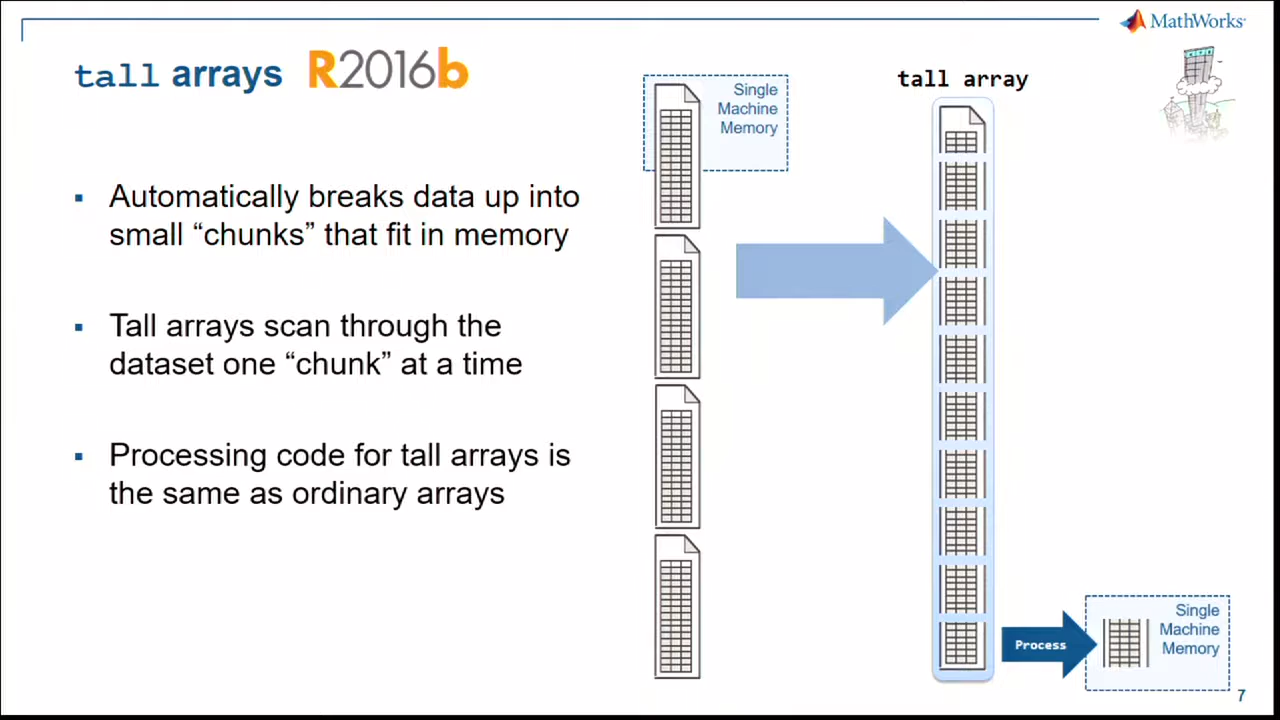 MathWorks
tall arrays R2016b
Automatically breaks data up into
small “chunks” that fit in memory
Tall arrays scan through the
dataset one “chunk” at a time
Processing code for tall arrays is
the same as ordinary arrays
Single
Machine
Memory
tall array
Process
Single
Machine
Memory
7